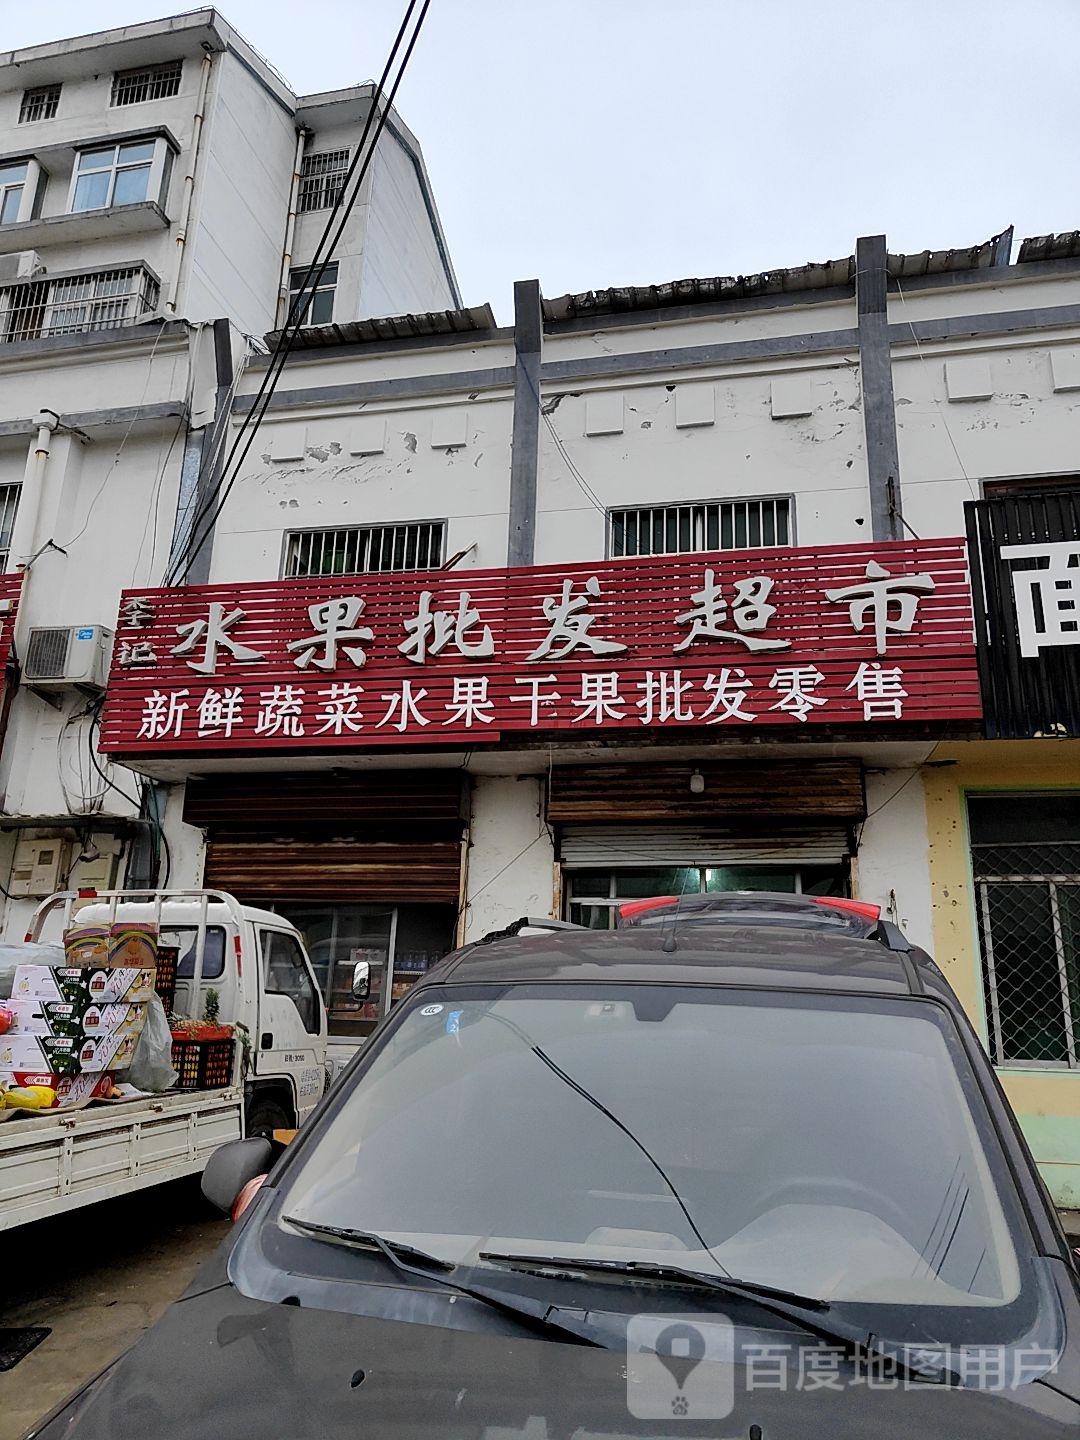 李记
水果批发超市
新鲜蔬菜水果干果批发零售
面
百度地图用户